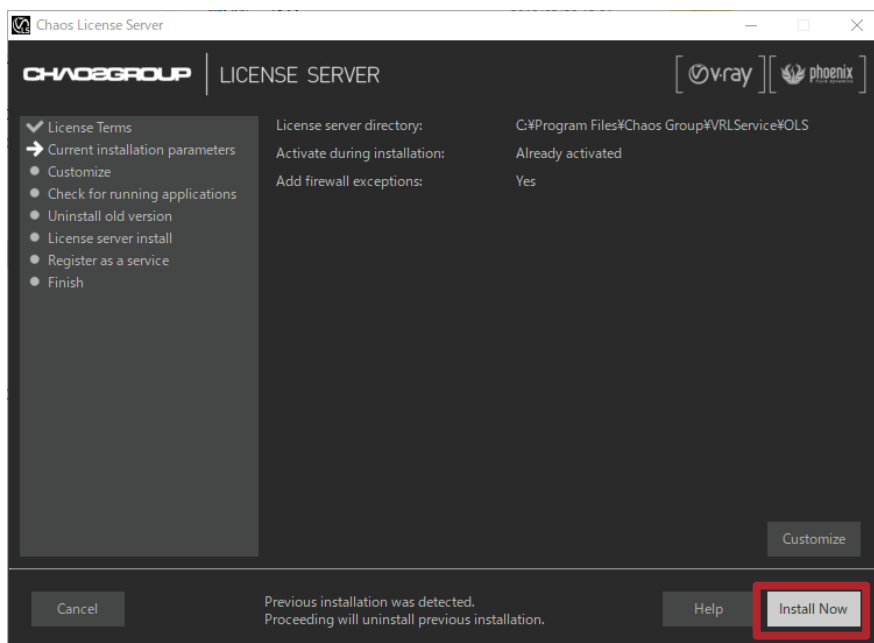 Chaos License Server
CHAOSGROUP LICENSE SERVER
v·ray phoenix
License Terms
Current installation parameters
Customize
Check for running applications
Uninstall old version
License server install
Register as a service
Finish
License server directory: C:¥Program Files¥Chaos Group¥VRLService¥OLS
Activate during installation: Already activated
Add firewall exceptions: Yes
Customize
Cancel
Previous installation was detected.
Proceeding will uninstall previous installation.
Help
Install Now